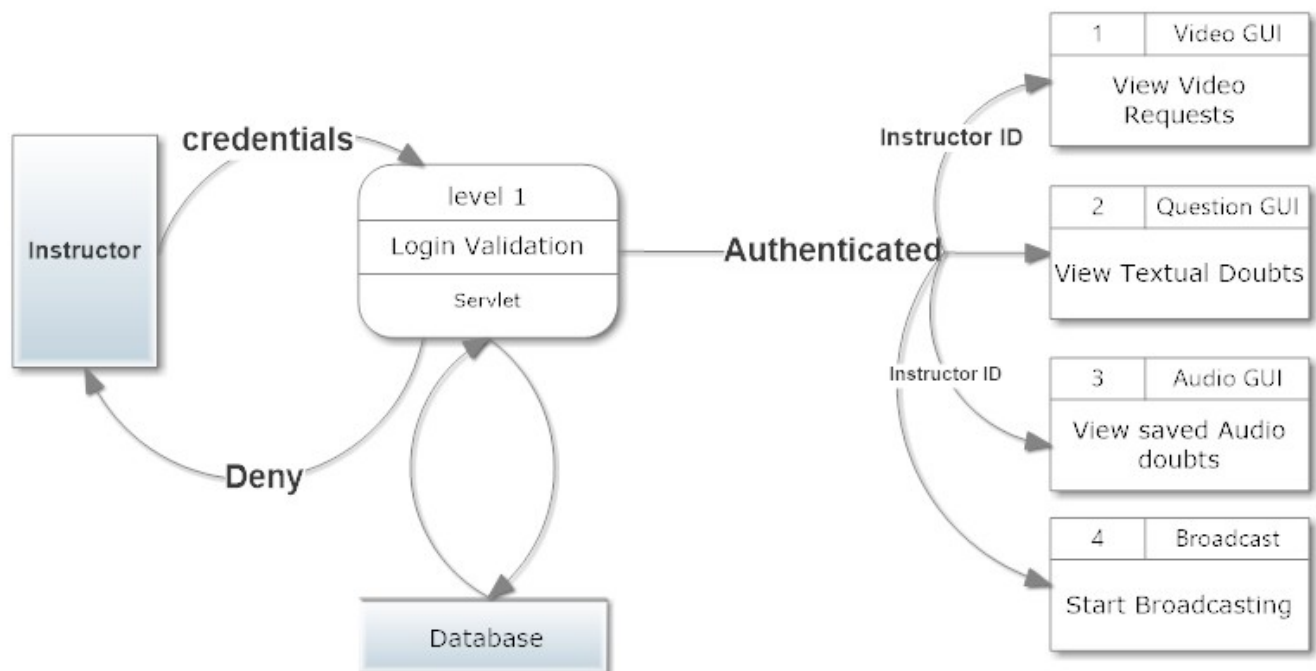 credentials
Instructor
level 1
Login Validation
Servlet
Deny
Database
Authenticated
Instructor ID
Instructor ID
1 Video GUI
View Video
Requests
2 Question GUI
View Textual Doubts
3 Audio GUI
View saved Audio
doubts
4 Broadcast
Start Broadcasting